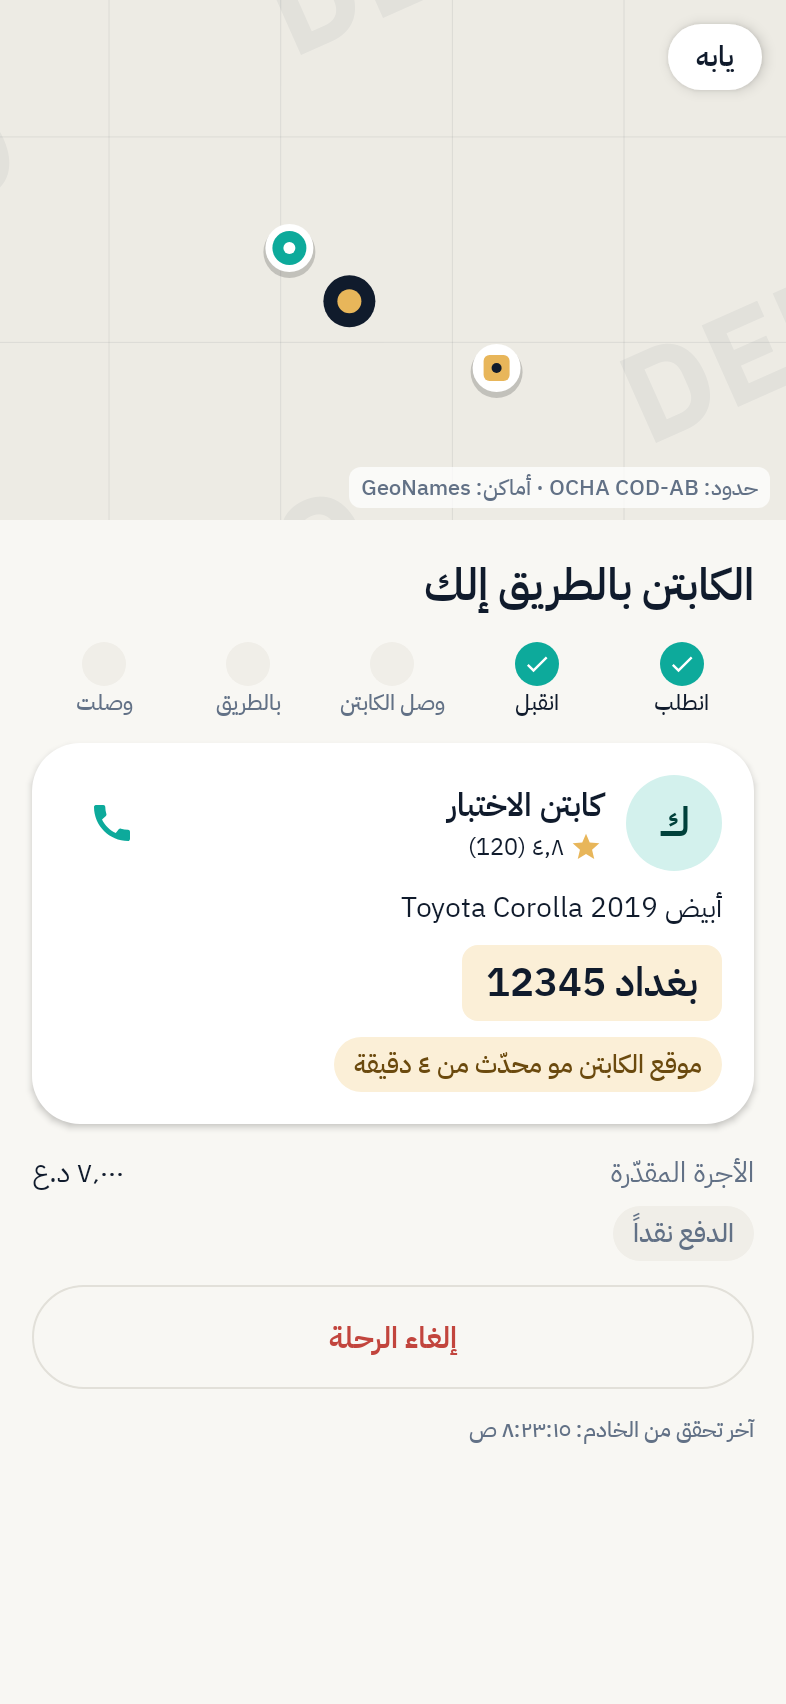 يابه
حدود: OCHA COD-AB · أماكن: GeoNames
الكابتن بالطريق إلك
انطلب
انقبل
وصل الكابتن
بالطريق
وصلت
ك
كابتن الاختبار
٤,٨ (120)
أبيض Toyota Corolla 2019
بغداد 12345
موقع الكابتن مو محدّث من ٤ دقيقة
الأجرة المقدّرة
٧,٠٠٠ د.ع
الدفع نقداً
إلغاء الرحلة
آخر تحقق من الخادم: ٨:٢٣:١٥ ص